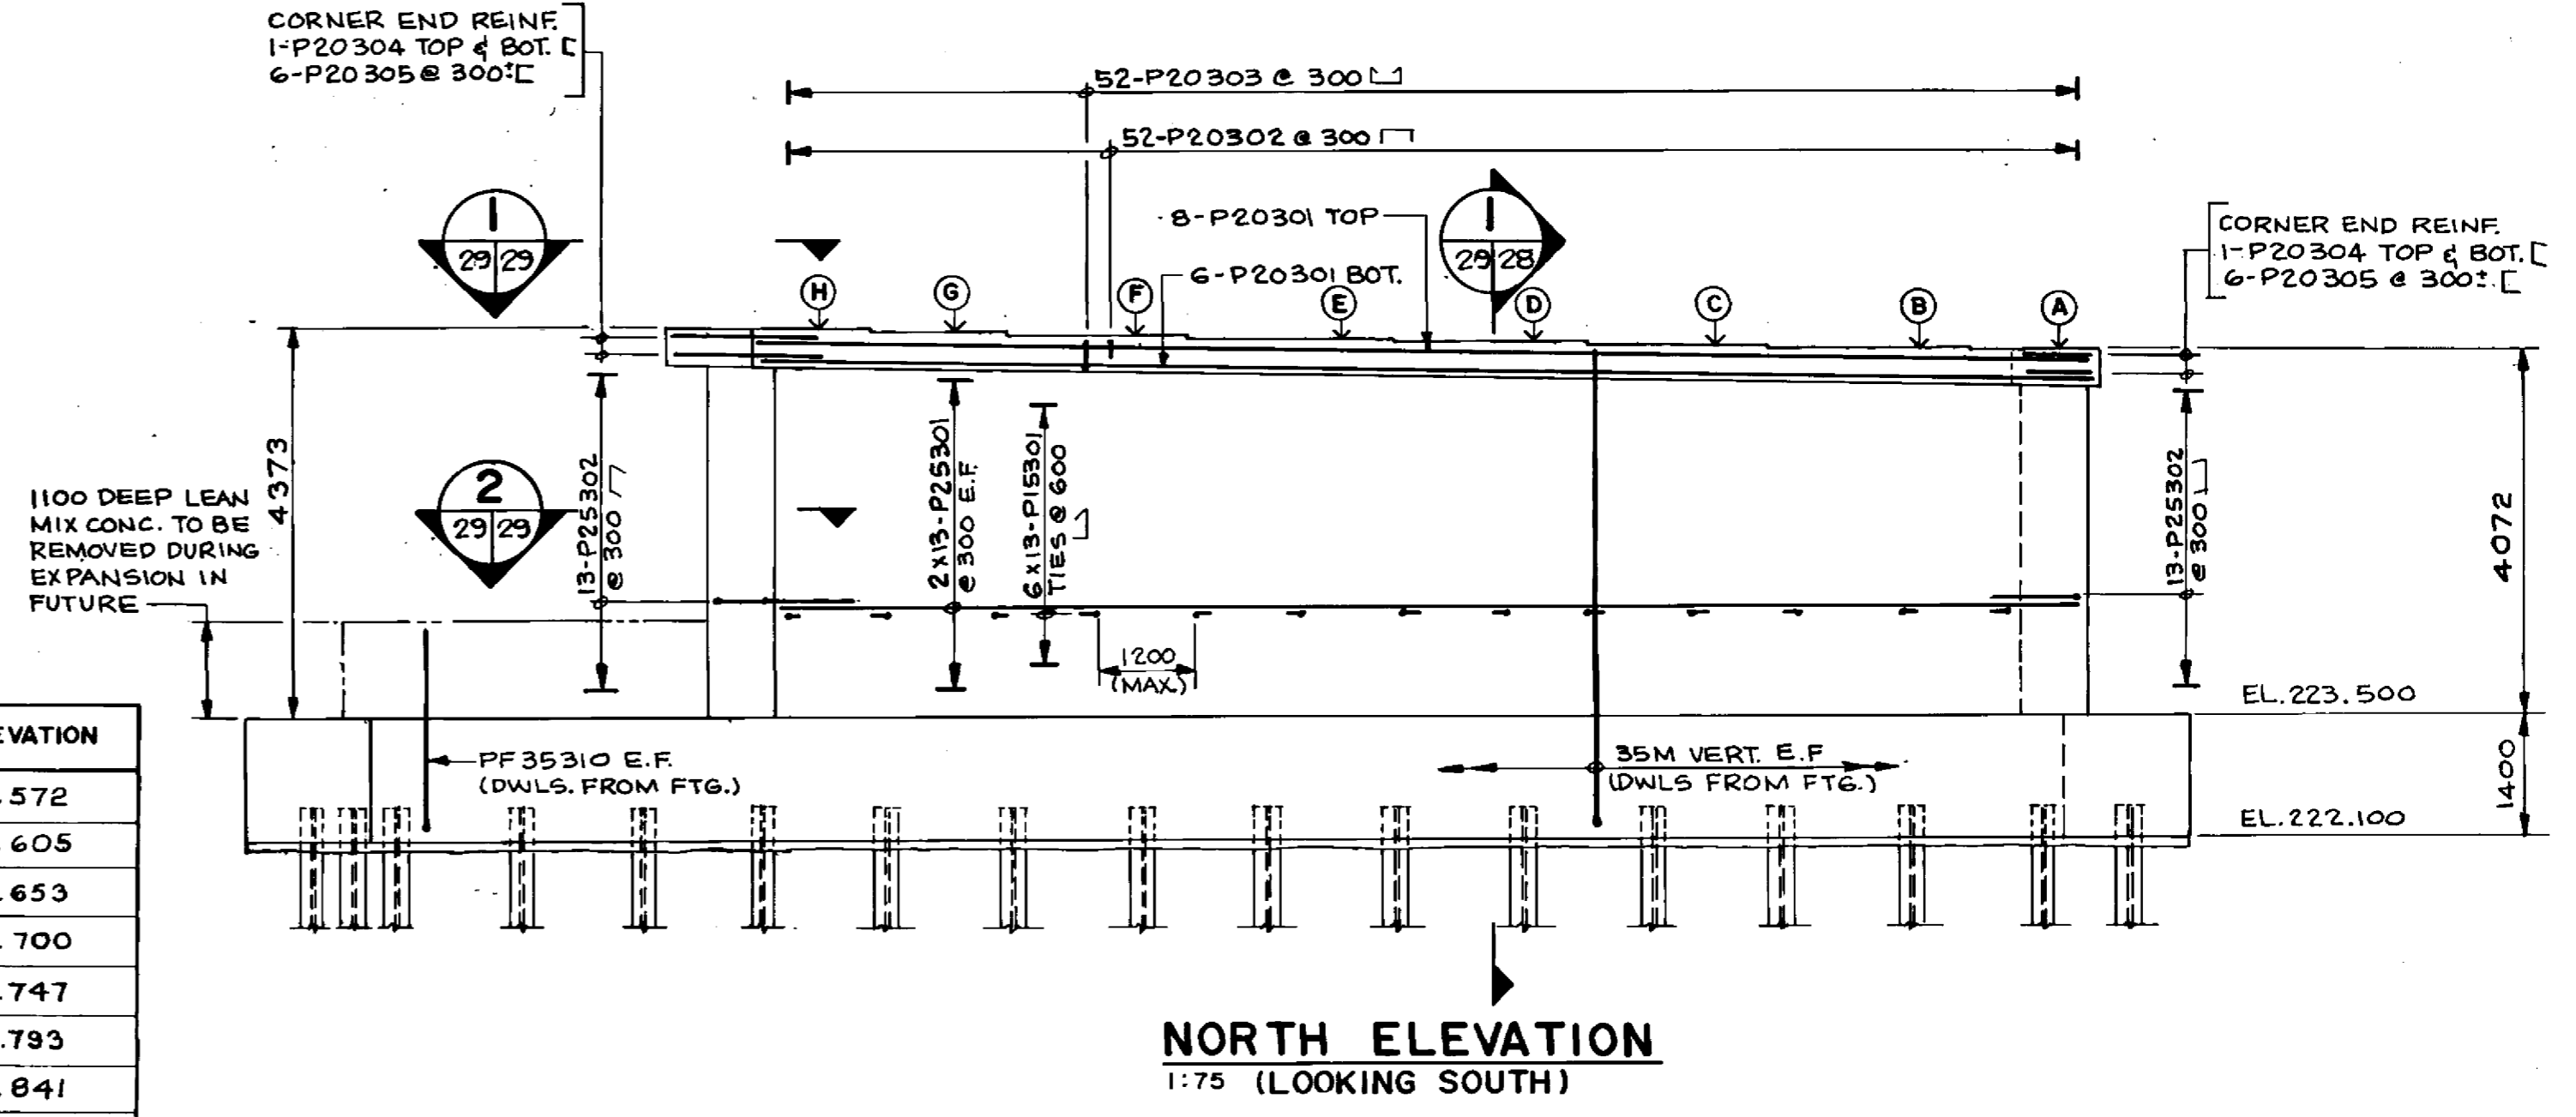 CORNER END REINF.
1-P20304 TOP & BOT. [
6-P20305 @ 300± [
52-P20303 @ 300
52-P20302 @ 300
8-P20301 TOP
6-P20301 BOT.
1
29 29
1
29 28
CORNER END REINF.
1-P20304 TOP & BOT. [
6-P20305 @ 300±. [
H
G
F
E
D
C
B
A
4373
1100 DEEP LEAN
MIX CONC. TO BE
REMOVED DURING
EXPANSION IN
FUTURE
2
29 29
13-P25302
@ 300
2X13-P25301
@ 300 E.F.
6X13-P15301
TIES @ 600
13-P25302
@ 300
4072
1200
(MAX.)
EL.223.500
1400
EL.222.100
PF35310 E.F.
(DWLS. FROM FTG.)
35M VERT. E.F
(DWLS FROM FTG.)
EVATION
.572
.605
.653
.700
.747
.793
.841
NORTH ELEVATION
1:75 (LOOKING SOUTH)